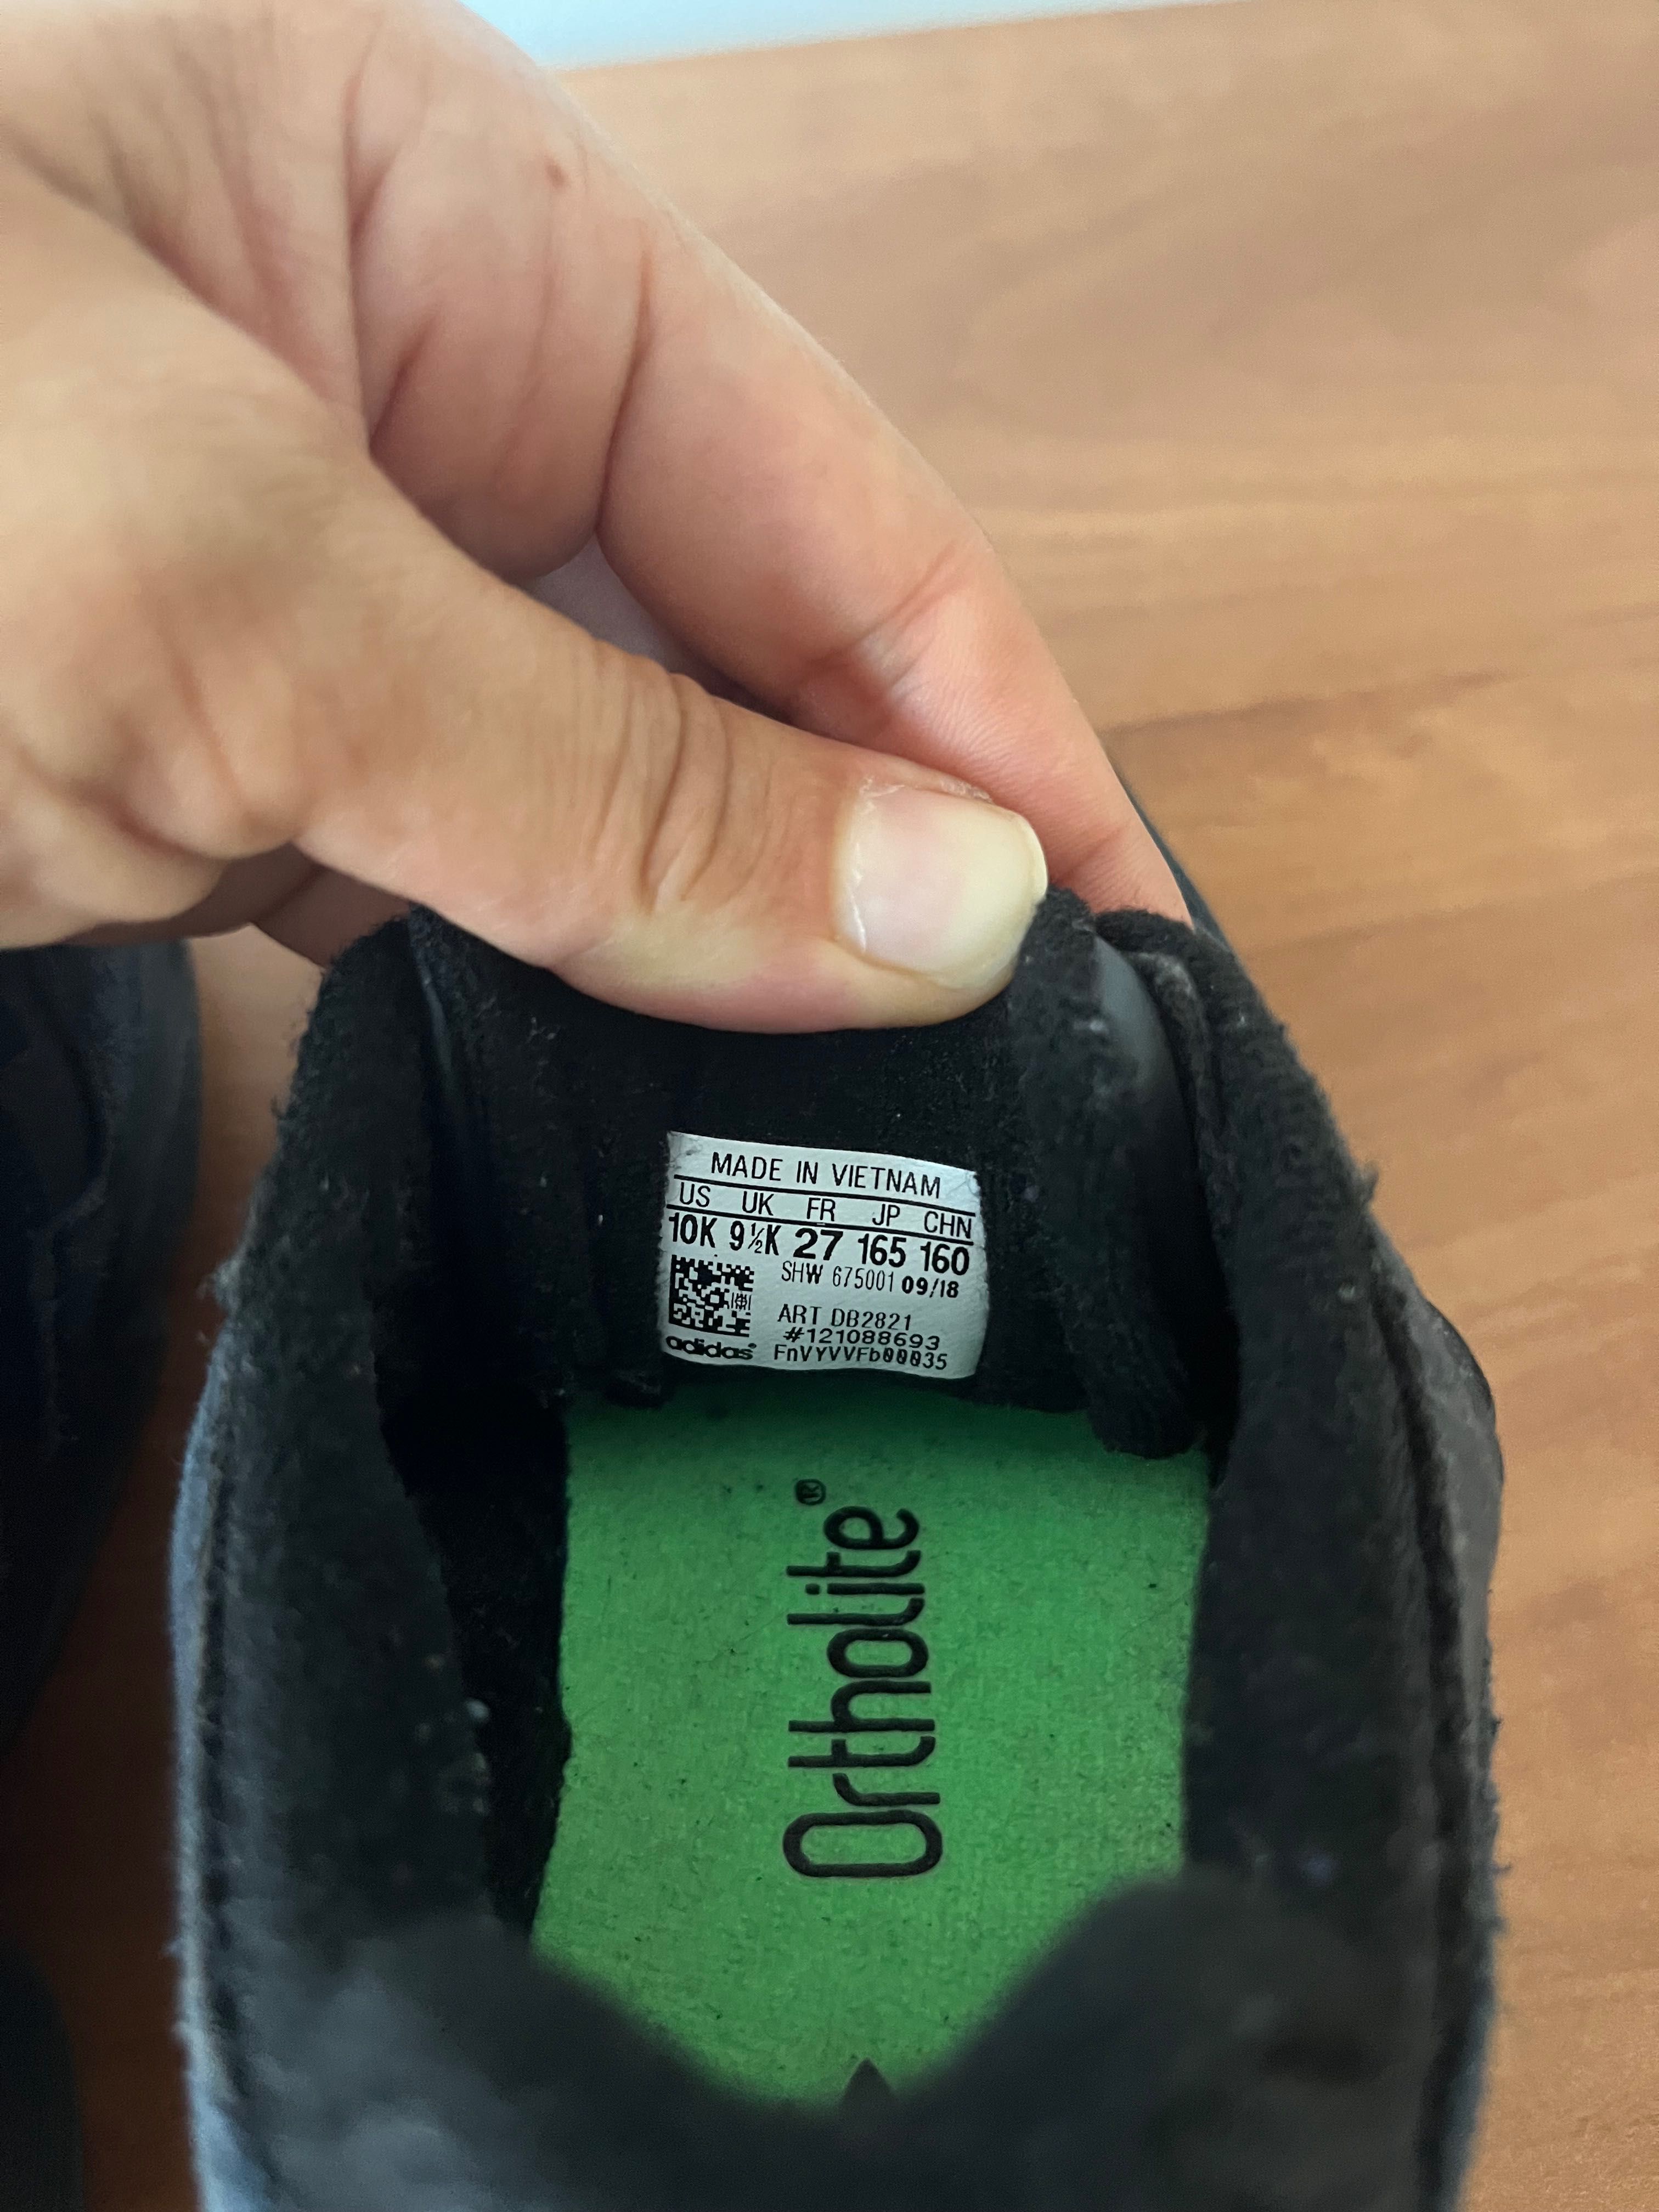 MADE IN VIETNAM
US UK FR JP CHN
10K 9½K 27 165 160
SHW 675001 09/18
ART DB2821
#121088693
adidas® FnVYVVFb00035
Ortholite®